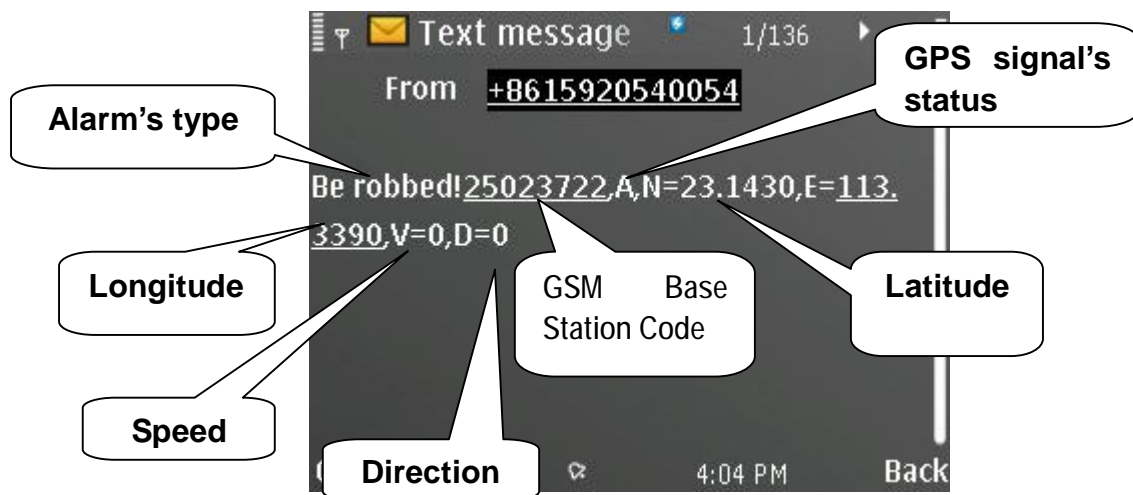 Text message 1/136
GPS signal's
status
From +8615920540054
Alarm's type
Be robbed!25023722,A,N=23.1430,E=113.
3390,V=0,D=0
Longitude
GSM Base
Station Code
Latitude
Speed
Direction
4:04 PM
Back